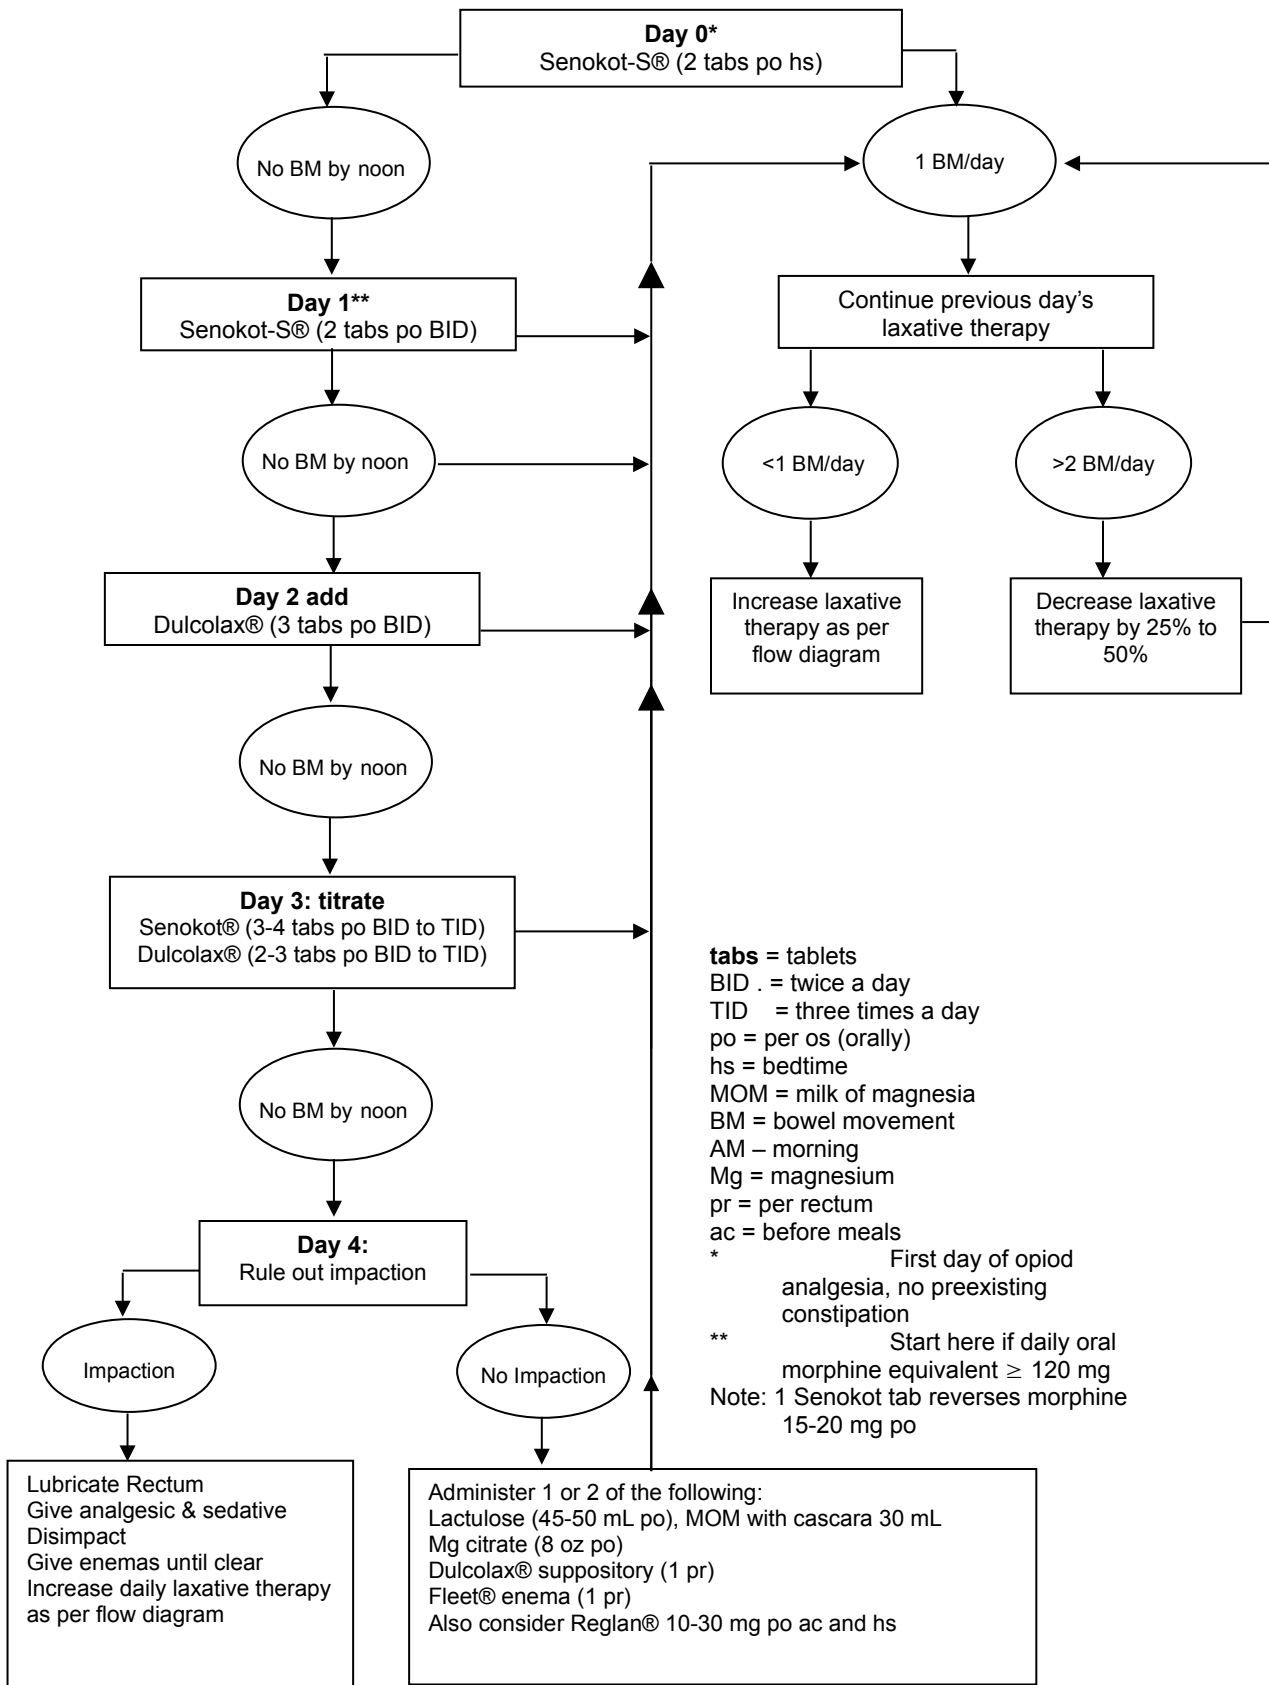 Day 0*
Senokot-S® (2 tabs po hs)
No BM by noon
1 BM/day
Day 1**
Senokot-S® (2 tabs po BID)
Continue previous day's
laxative therapy
No BM by noon
<1 BM/day
>2 BM/day
Day 2 add
Dulcolax® (3 tabs po BID)
Increase laxative
therapy as per
flow diagram
Decrease laxative
therapy by 25% to
50%
No BM by noon
Day 3: titrate
Senokot® (3-4 tabs po BID to TID)
Dulcolax® (2-3 tabs po BID to TID)
No BM by noon
Day 4:
Rule out impaction
Impaction
No Impaction
tabs = tablets
BID . = twice a day
TID = three times a day
po = per os (orally)
hs = bedtime
MOM = milk of magnesia
BM = bowel movement
AM – morning
Mg = magnesium
pr = per rectum
ac = before meals
* First day of opiod
analgesia, no preexisting
constipation
** Start here if daily oral
morphine equivalent ≥ 120 mg
Note: 1 Senokot tab reverses morphine
15-20 mg po
Lubricate Rectum
Give analgesic & sedative
Disimpact
Give enemas until clear
Increase daily laxative therapy
as per flow diagram
Administer 1 or 2 of the following:
Lactulose (45-50 mL po), MOM with cascara 30 mL
Mg citrate (8 oz po)
Dulcolax® suppository (1 pr)
Fleet® enema (1 pr)
Also consider Reglan® 10-30 mg po ac and hs